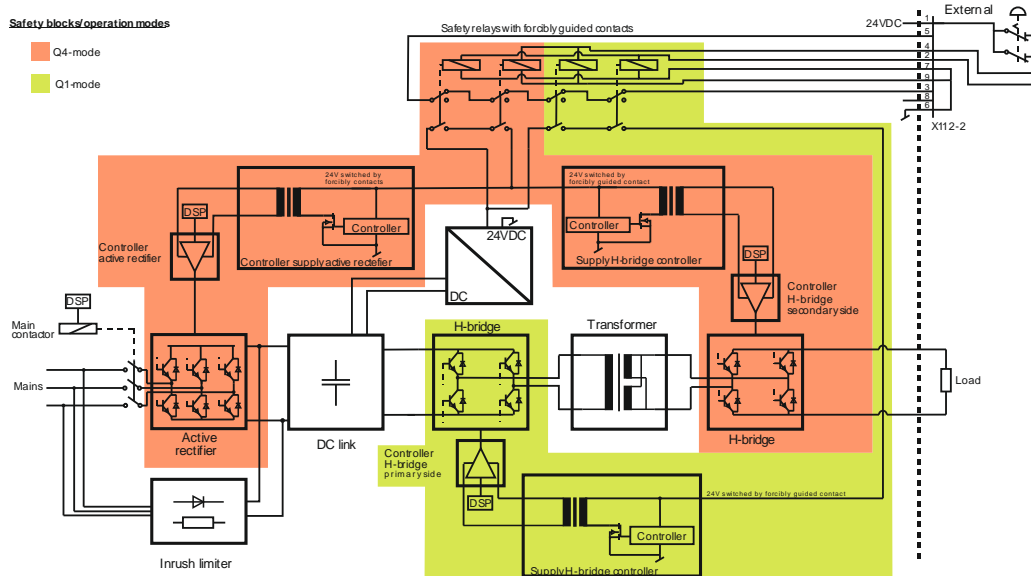 Safety blocks/operation modes
Q4-mode
Q1-mode
External
24VDC
Safety relays with forcibly guided contacts
1
5
4
2
7
9
3
8
6
X112-2
24V switched by
forcibly contacts
DSP
Controller
Controller
active rectifier
Controller supply active rectefier
24VDC
DC
24V switched by
forcibly guided contact
Controller
Supply H-bridge controller
DSP
Controller
H-bridge
secondary side
DSP
Main
contactor
Mains
Active
rectifier
DC link
H-bridge
Transformer
H-bridge
Load
Controller
H-bridge
primary side
DSP
24V switched by forcibly guided contact
Controller
Supply H-bridge controller
Inrush limiter